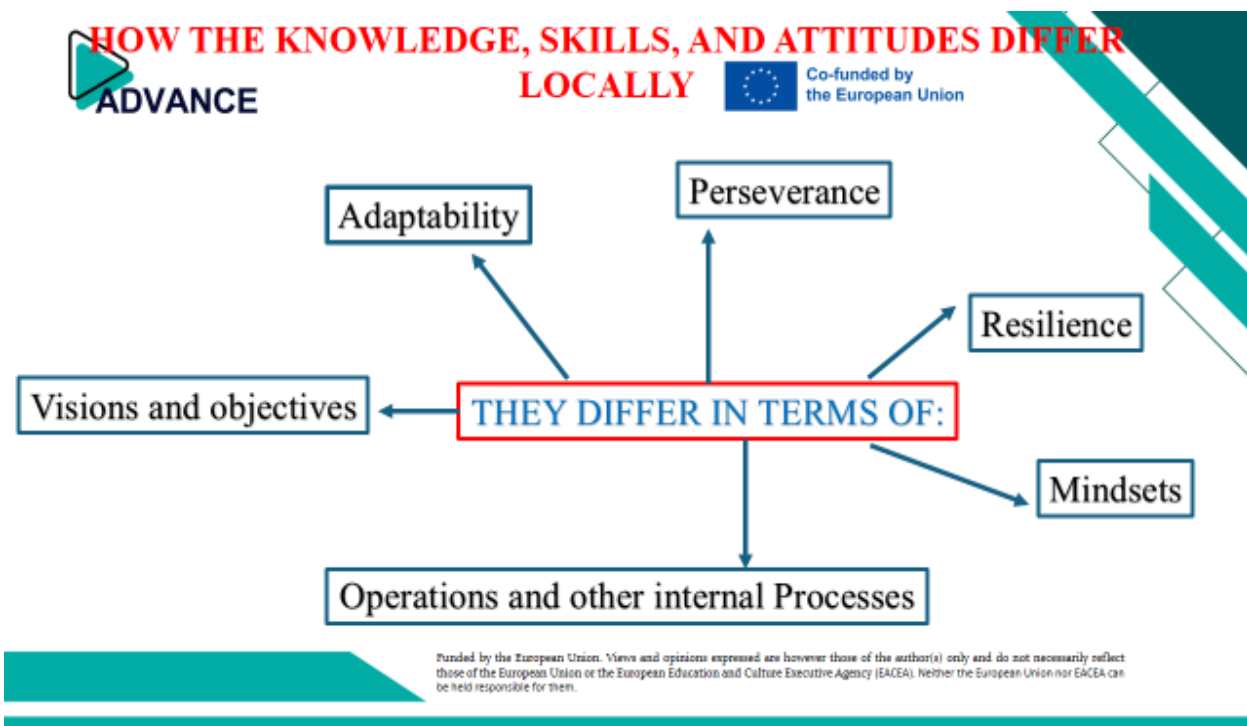 HOW THE KNOWLEDGE, SKILLS, AND ATTITUDES DIFFER
LOCALLY
ADVANCE
Co-funded by
the European Union
Perseverance
Adaptability
Resilience
Visions and objectives
THEY DIFFER IN TERMS OF:
Mindsets
Operations and other internal Processes
Funded by the European Union. Views and opinions expressed are however those of the author(s) only and do not necessarily reflect
those of the European Union or the European Education and Culture Executive Agency (EACEA). Neither the European Union nor EACEA can
be held responsible for them.